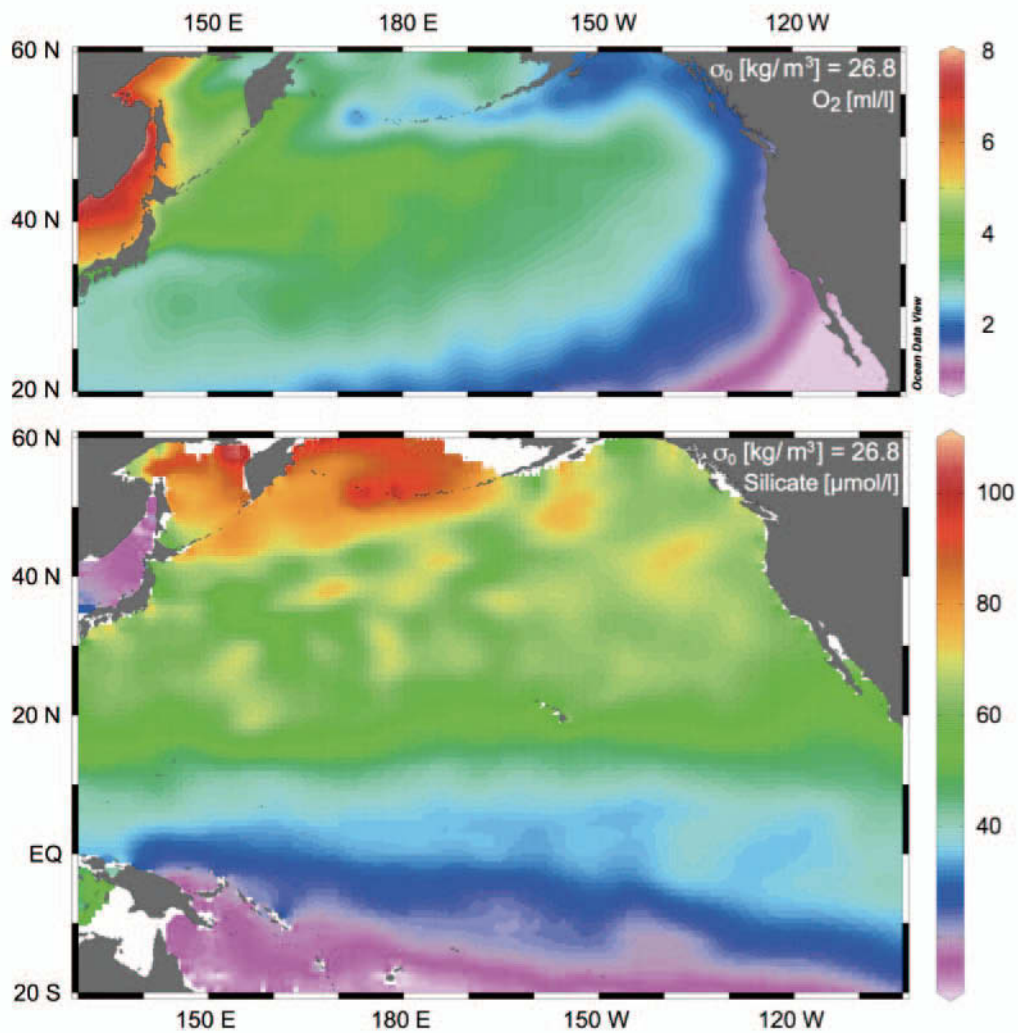 150 E 180 E 150 W 120 W
60 N
40 N
20 N
σ₀ [kg/m³] = 26.8
O₂ [ml/l]
8
6
4
2
Ocean Data View
60 N
40 N
20 N
EQ
20 S
σ₀ [kg/m³] = 26.8
Silicate [μmol/l]
100
80
60
40
150 E 180 E 150 W 120 W